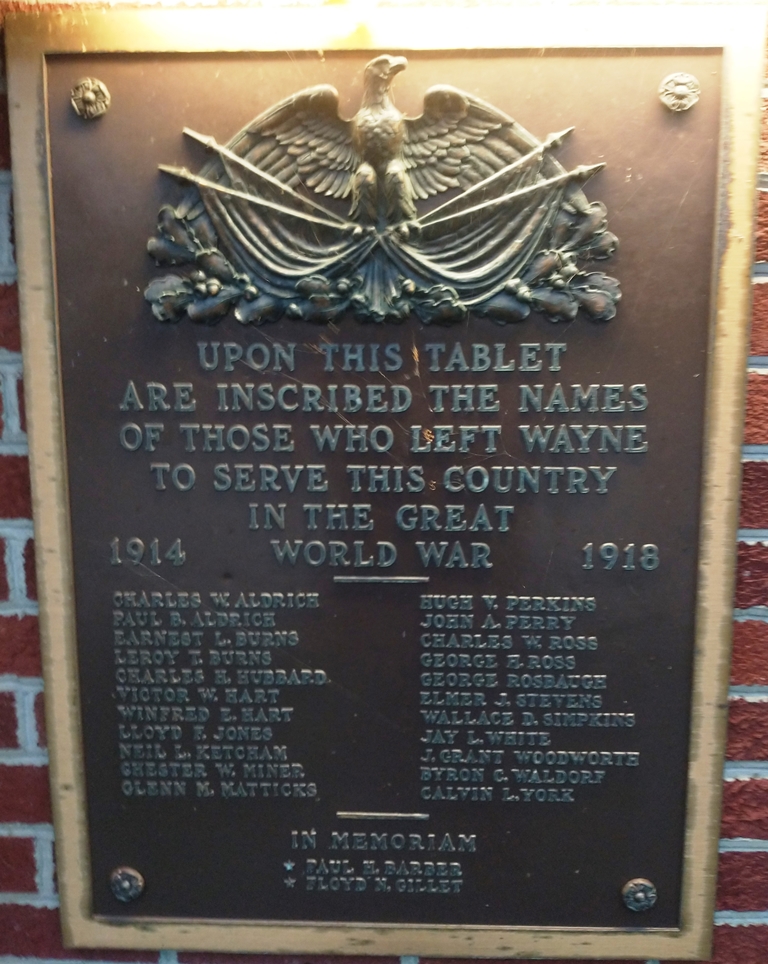 UPON THIS TABLET
ARE INSCRIBED THE NAMES
OF THOSE WHO LEFT WAYNE
TO SERVE THIS COUNTRY
IN THE GREAT
1914 WORLD WAR 1918
CHARLES W. ALDRICH
PAUL B. ALDRICH
EARNEST L. BURNS
LEROY T. BURNS
CHARLES H. HUBBARD
VICTOR W. HART
WINFRED E. HART
LLOYD F. JONES
NEIL L. KETCHAM
CHESTER W. MINER
GLENN M. MATTICKS
HUGH V. PERKINS
JOHN A. PERRY
CHARLES W. ROSS
GEORGE H. ROSS
GEORGE ROSBAUGH
ELMER J. STEVENS
WALLACE D. SIMPKINS
JAY L. WHITE
J. GRANT WOODWORTH
BYRON C. WALDORF
CALVIN L. YORK
IN MEMORIAM
* PAUL H. BARBER
* FLOYD N. GILLET